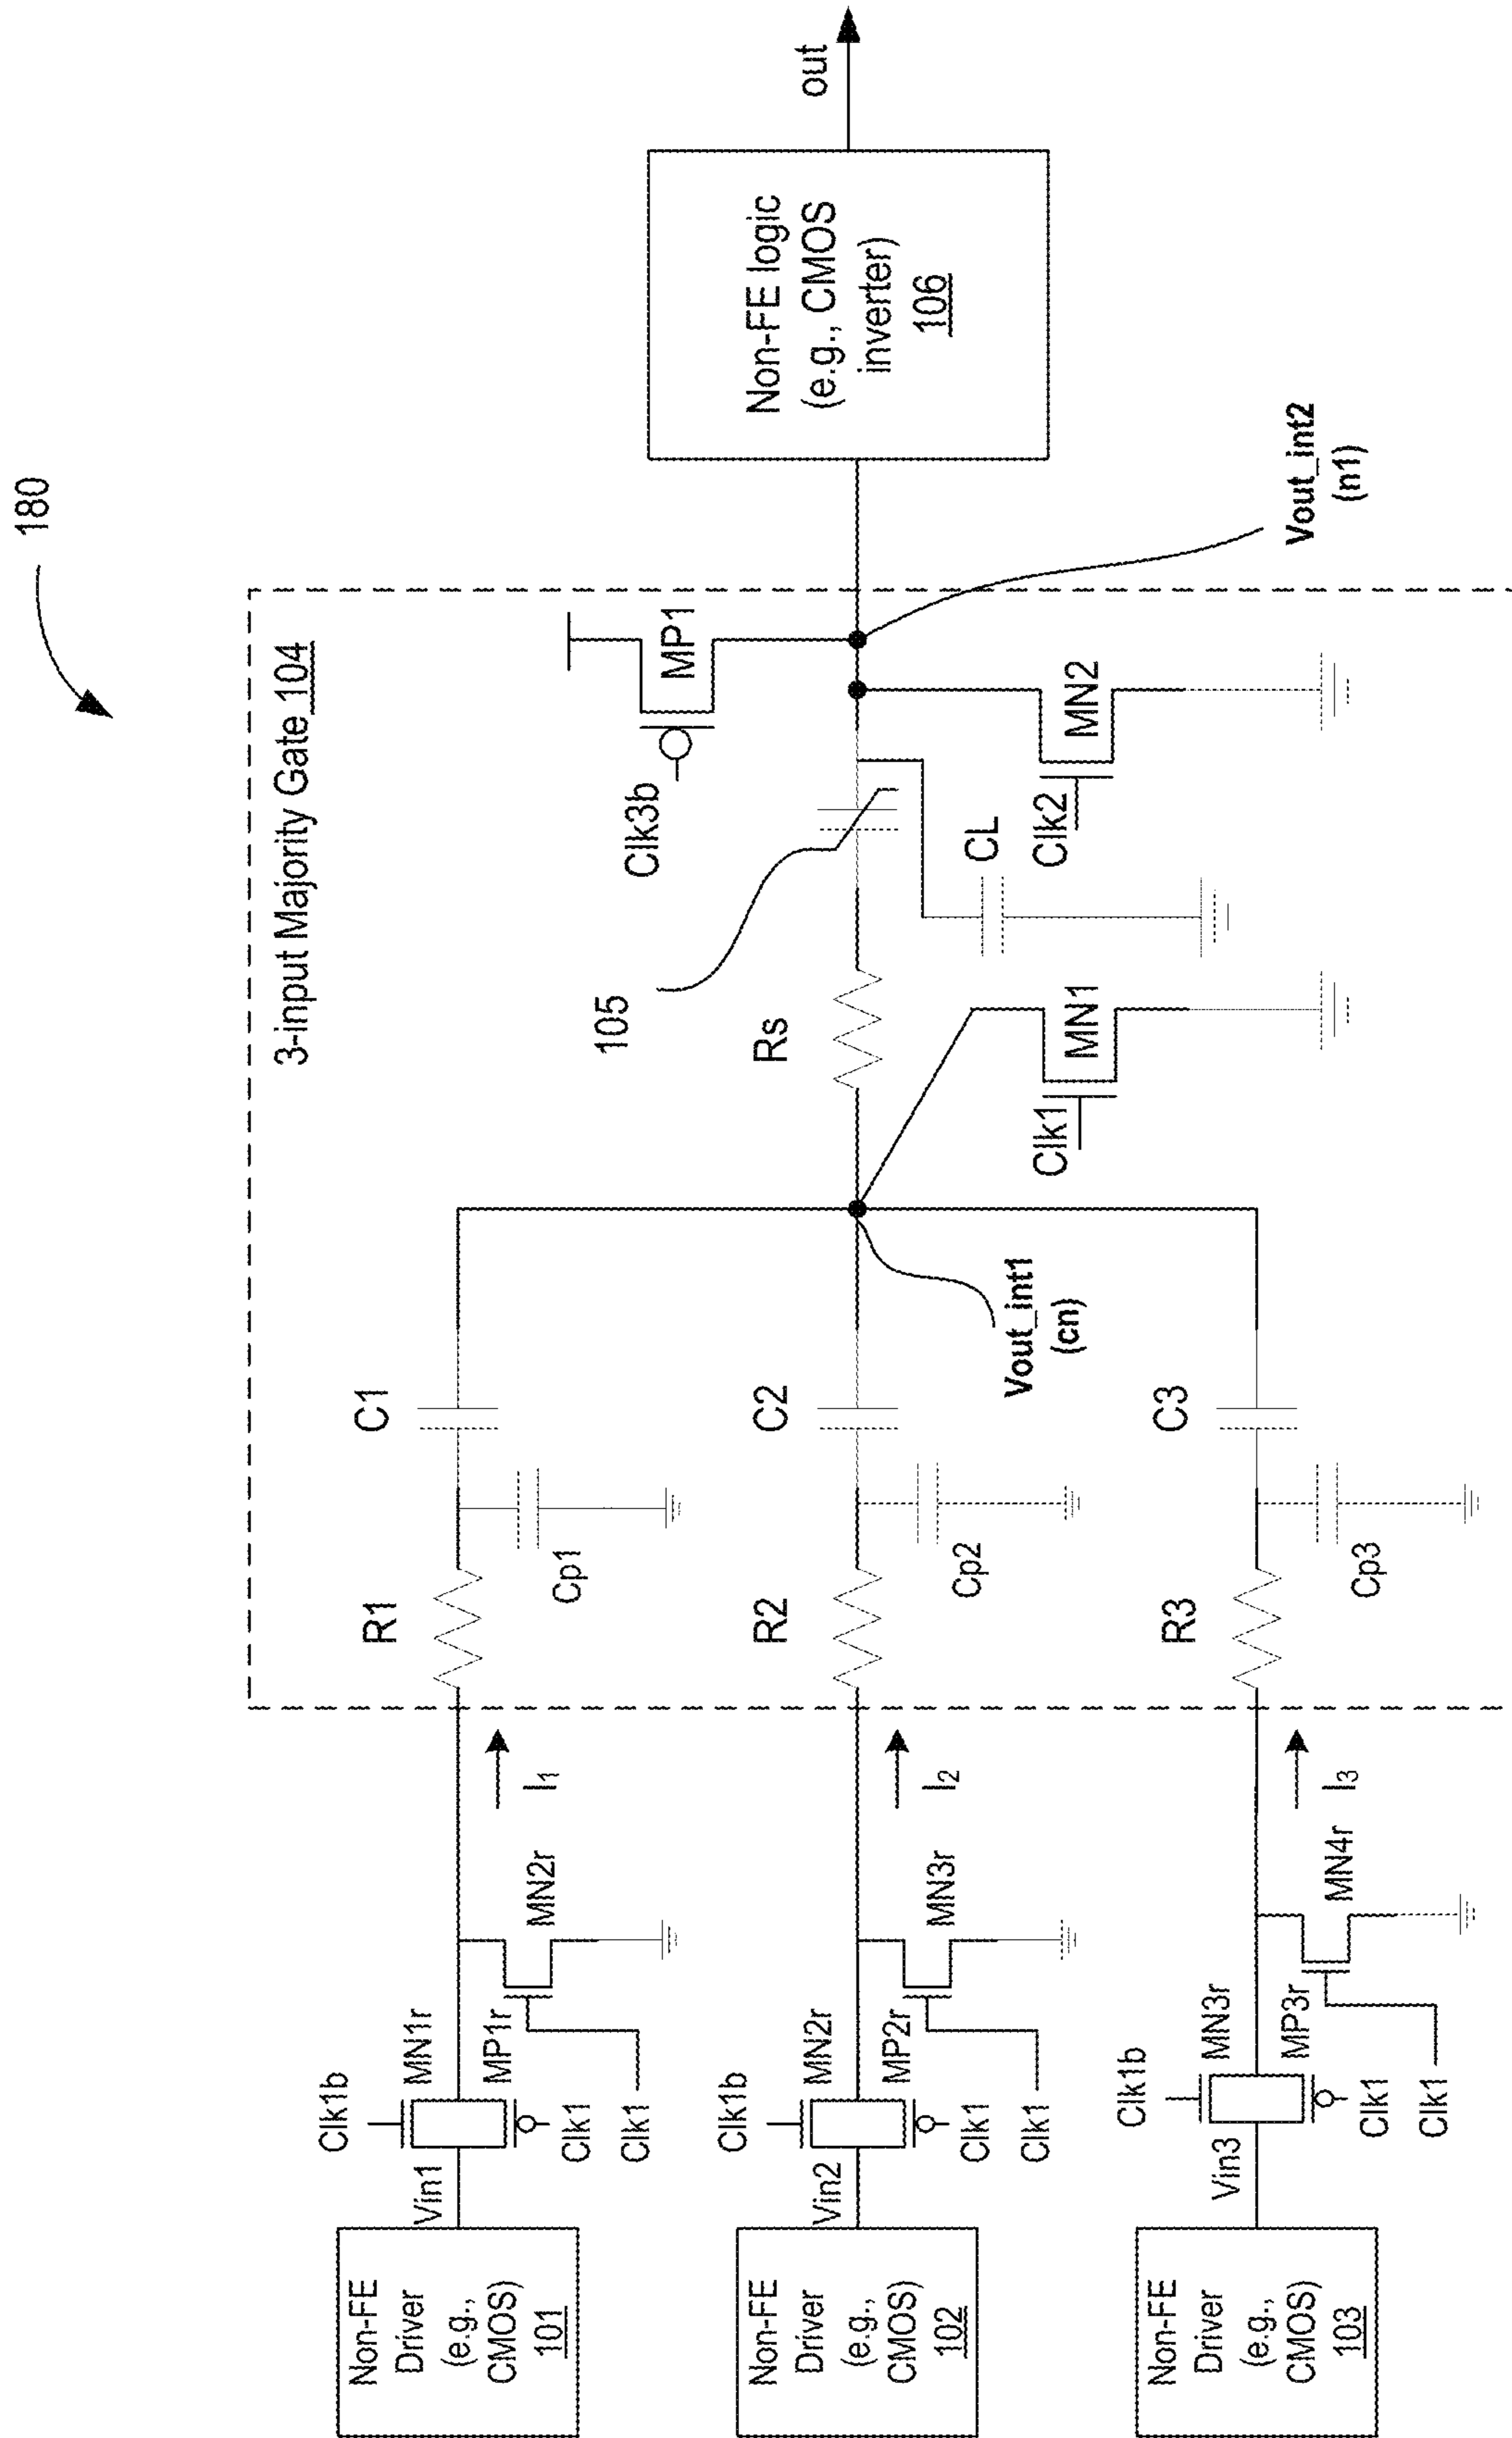 180
3-input Majority Gate 104
Non-FE
Driver
(e.g.,
CMOS)
101
Vin1
Clk1b
MN1r
MP1r
Clk1
Clk1
MN2r
I1
R1
Cp1
C1
Non-FE
Driver
(e.g.,
CMOS)
102
Vin2
Clk1b
MN2r
MP2r
Clk1
Clk1
MN3r
I2
R2
Cp2
C2
Non-FE
Driver
(e.g.,
CMOS)
103
Vin3
Clk1b
MN3r
MP3r
Clk1
Clk1
MN4r
I3
R3
Cp3
C3
Vout_int1
(cn)
Rs
105
Clk1
MN1
CL
Clk3b
MP1
Clk2
MN2
Vout_int2
(n1)
Non-FE logic
(e.g., CMOS
inverter)
106
out